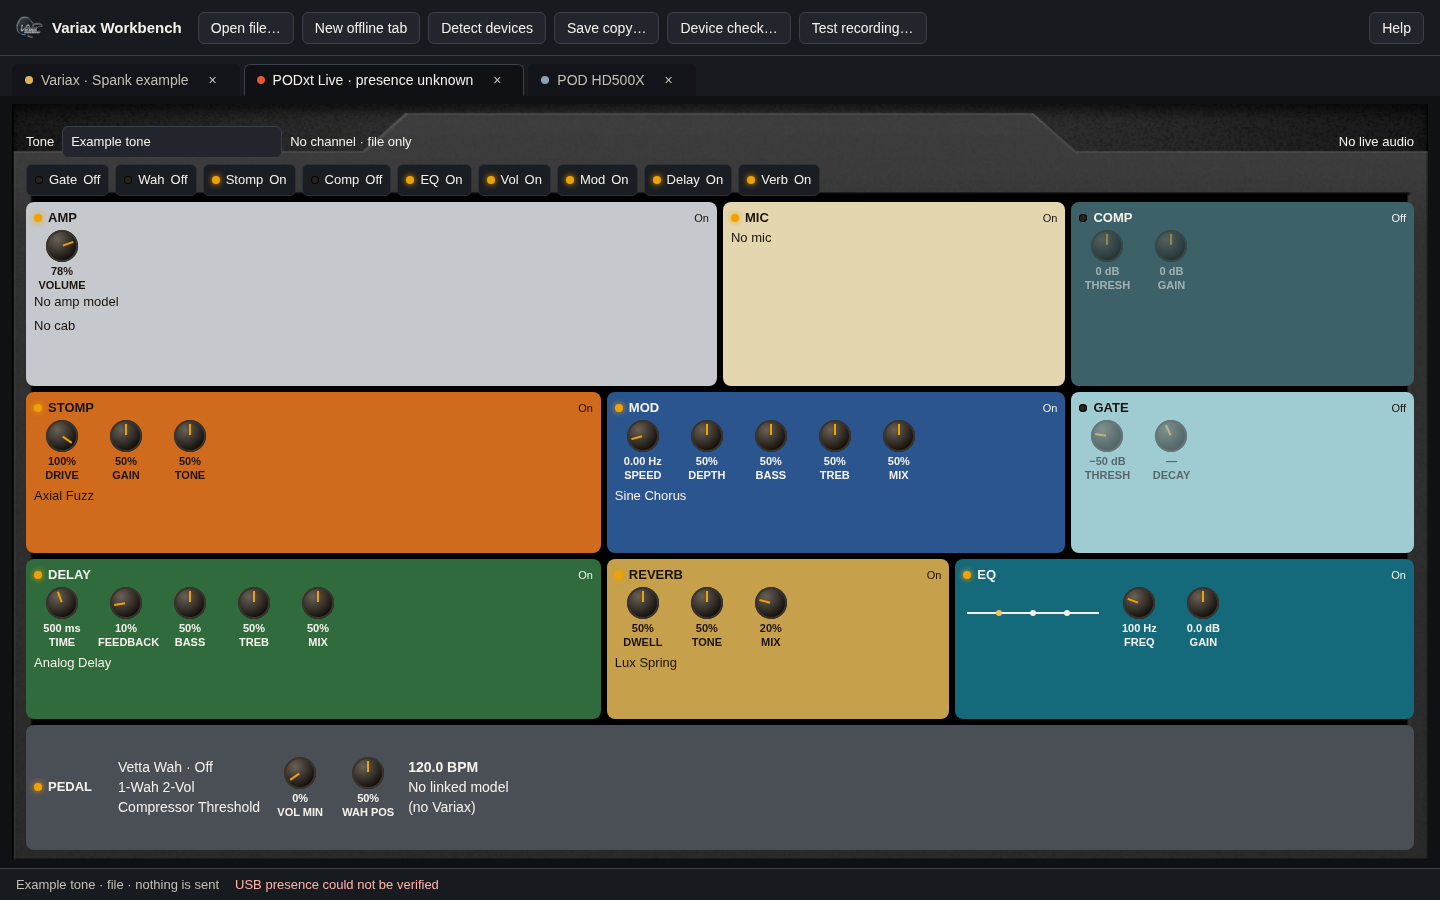 Variax Workbench Open file… New offline tab Detect devices Save copy… Device check… Test recording… Help
Variax · Spank example × PODxt Live · presence unknown × POD HD500X ×
Tone Example tone No channel · file only No live audio
Gate Off Wah Off Stomp On Comp Off EQ On Vol On Mod On Delay On Verb On
AMP On
78%
VOLUME
No amp model
No cab
MIC On
No mic
COMP Off
0 dB 0 dB
THRESH GAIN
STOMP On
100% 50% 50%
DRIVE GAIN TONE
Axial Fuzz
MOD On
0.00 Hz 50% 50% 50% 50%
SPEED DEPTH BASS TREB MIX
Sine Chorus
GATE Off
−50 dB —
THRESH DECAY
DELAY On
500 ms 10% 50% 50% 50%
TIME FEEDBACK BASS TREB MIX
Analog Delay
REVERB On
50% 50% 20%
DWELL TONE MIX
Lux Spring
EQ On
100 Hz 0.0 dB
FREQ GAIN
PEDAL
Vetta Wah · Off
1-Wah 2-Vol
Compressor Threshold
0% 50%
VOL MIN WAH POS
120.0 BPM
No linked model
(no Variax)
Example tone · file · nothing is sent USB presence could not be verified